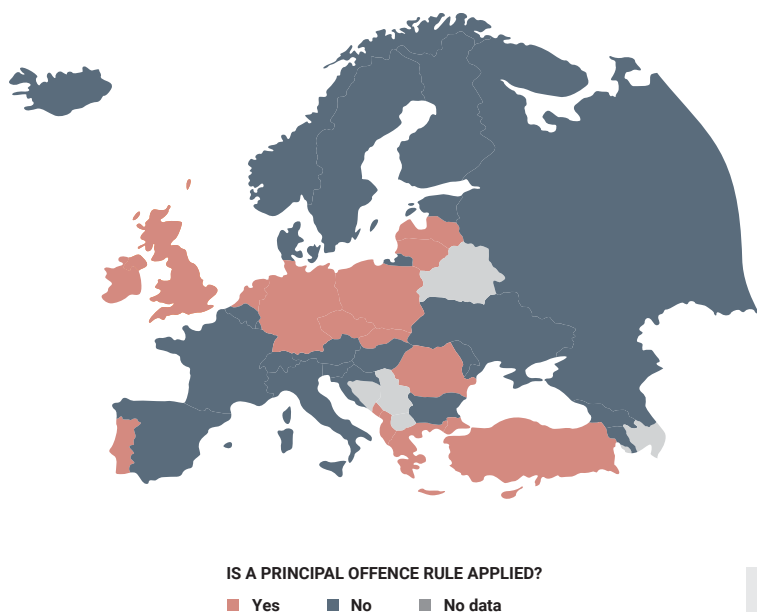 IS A PRINCIPAL OFFENCE RULE APPLIED?
Yes No No data